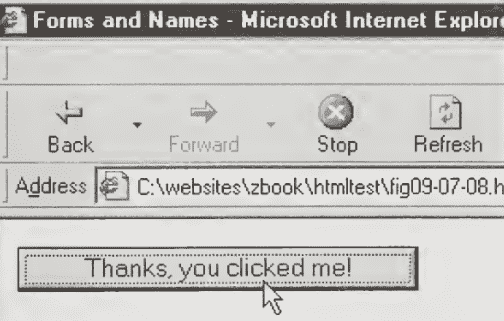 Forms and Names - Microsoft Internet Explore
Back Forward Stop Refresh
Address C:\websites\zbook\htmltest\fig09-07-08.h
Thanks, you clicked me!